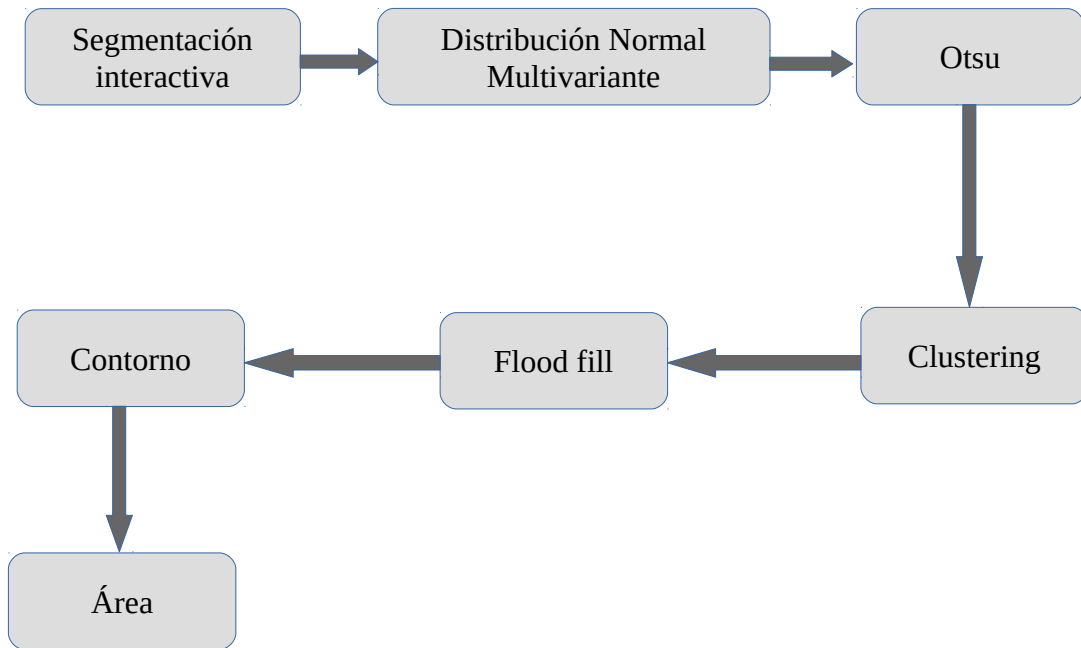 Segmentación
interactiva
Distribución Normal
Multivariante
Otsu
Clustering
Flood fill
Contorno
Área